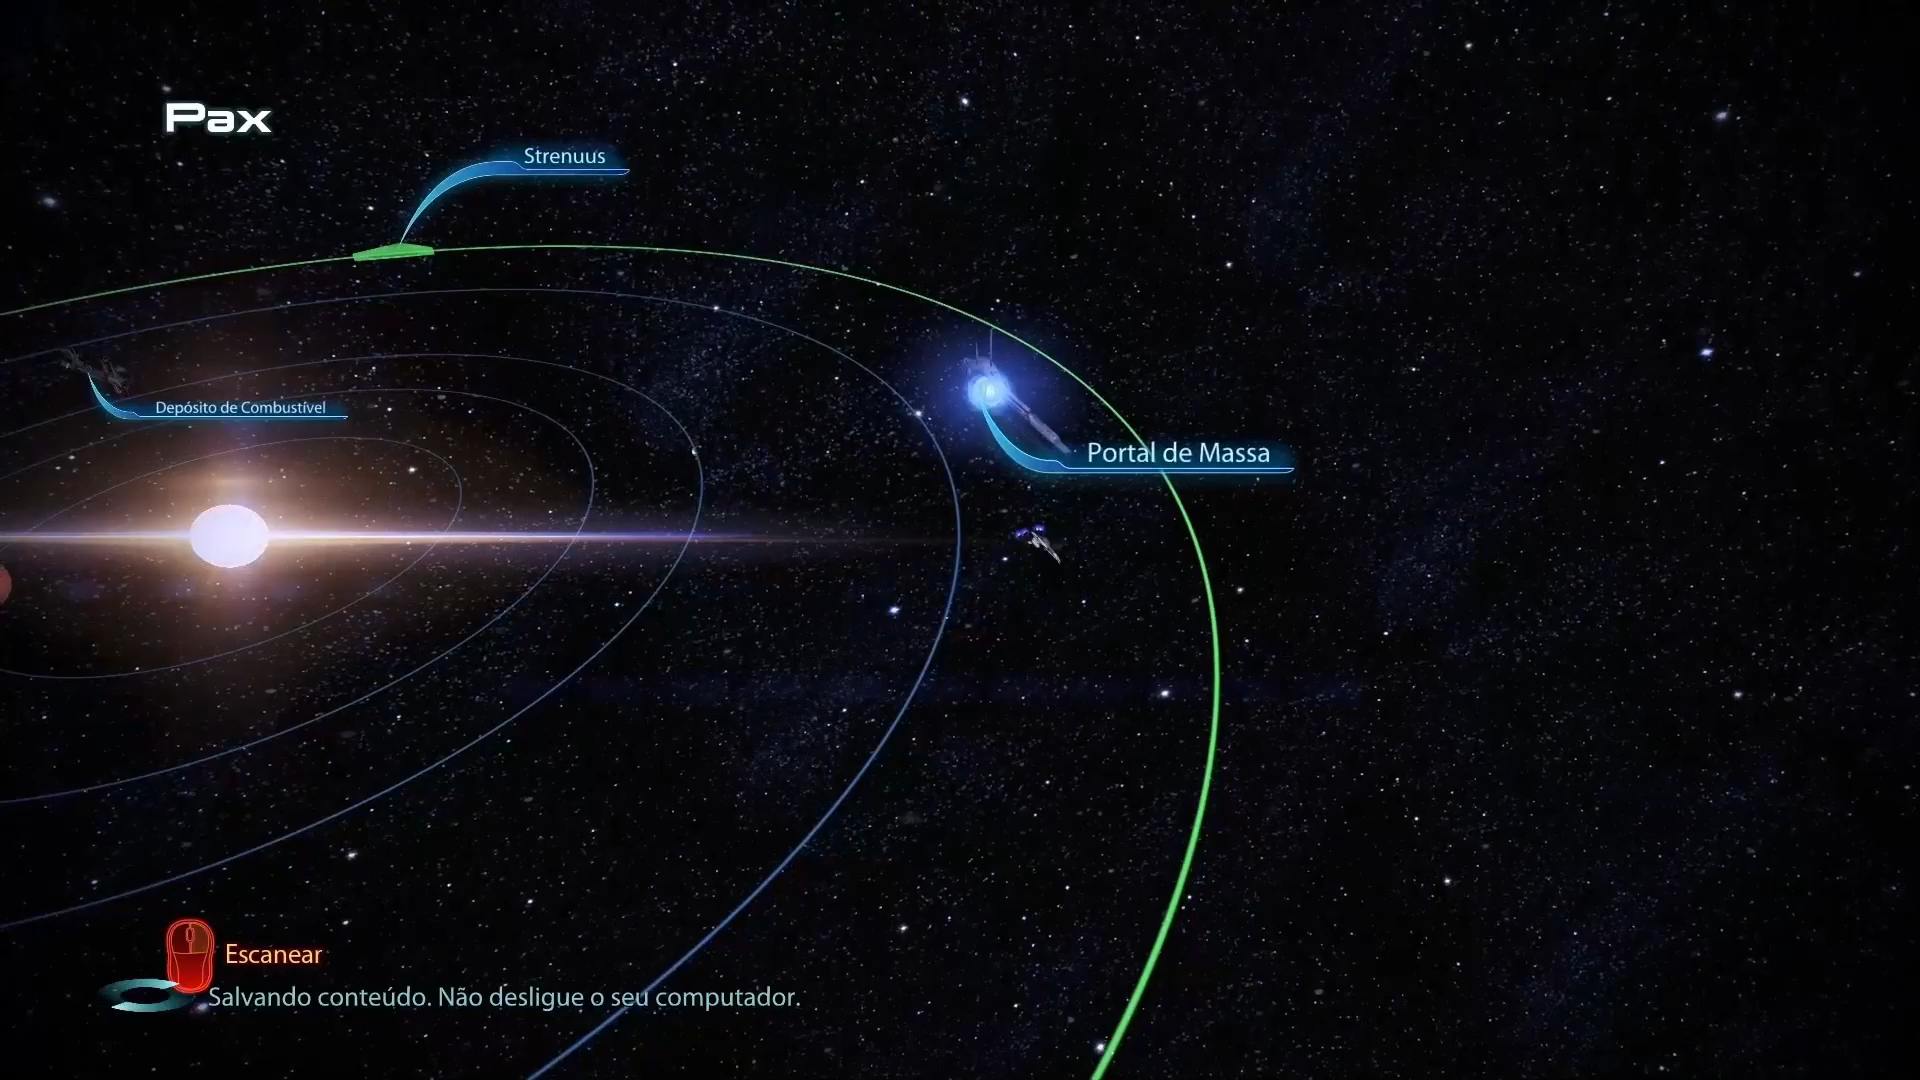 Pax
Strenuus
Depósito de Combustível
Portal de Massa
Escanear
Salvando conteúdo. Não desligue o seu computador.